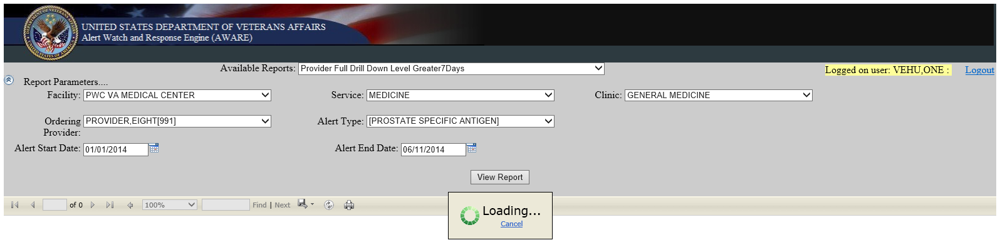 UNITED STATES DEPARTMENT OF VETERANS AFFAIRS
Alert Watch and Response Engine (AWARE)
Available Reports: Provider Full Drill Down Level Greater7Days
Logged on user: VEHU,ONE : Logout
Report Parameters....
Facility: PWC VA MEDICAL CENTER Service: MEDICINE Clinic: GENERAL MEDICINE
Ordering Provider: PROVIDER,EIGHT[991] Alert Type: [PROSTATE SPECIFIC ANTIGEN]
Alert Start Date: 01/01/2014 Alert End Date: 06/11/2014
View Report
of 0 100% Find | Next
Loading...
Cancel